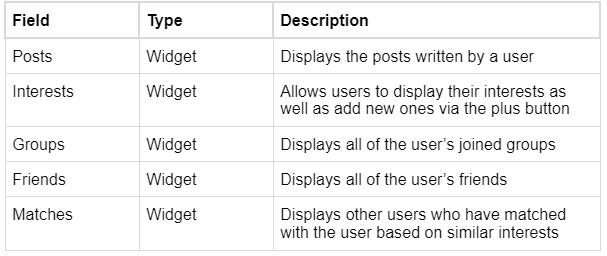 Field Type Description
Posts Widget Displays the posts written by a user
Interests Widget Allows users to display their interests as
well as add new ones via the plus button
Groups Widget Displays all of the user’s joined groups
Friends Widget Displays all of the user’s friends
Matches Widget Displays other users who have matched
with the user based on similar interests